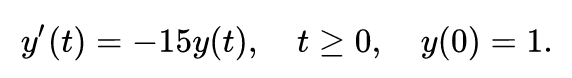 y′(t) = −15y(t),  t ≥ 0,  y(0) = 1.